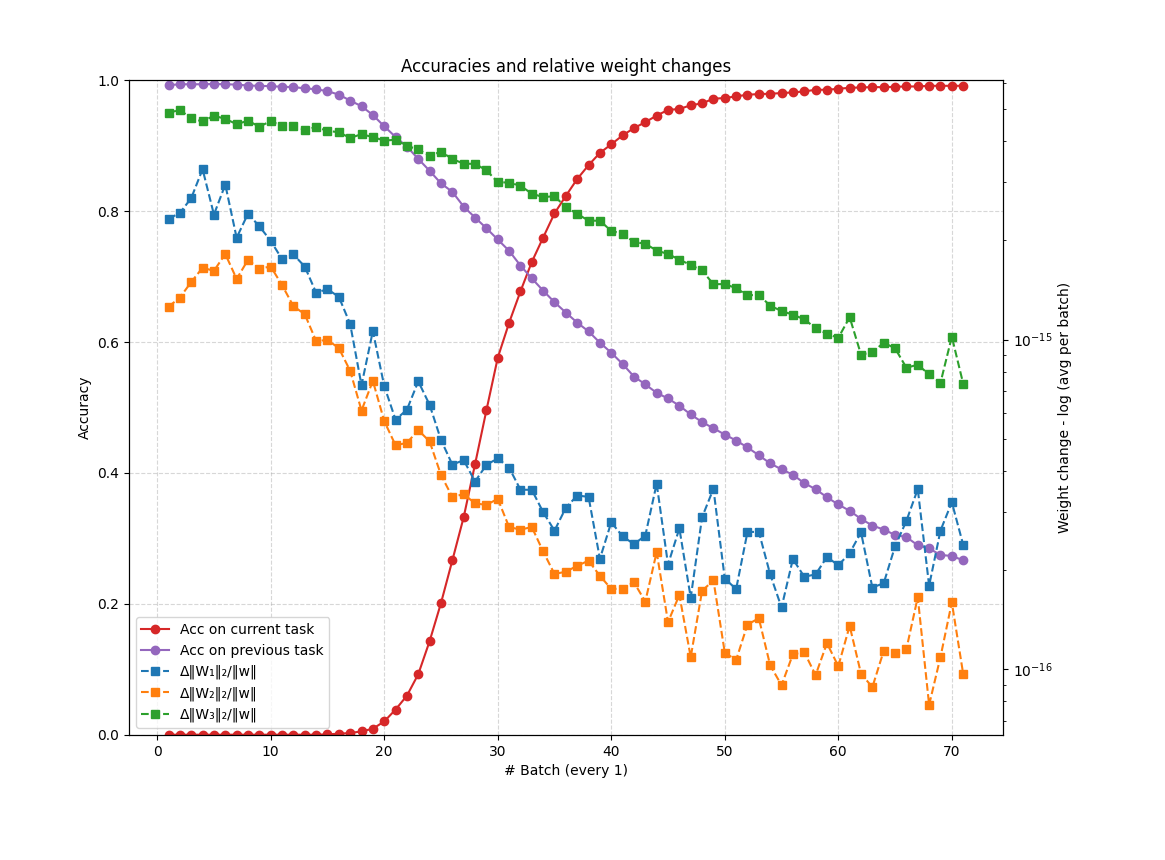 Accuracies and relative weight changes
1.0
0.8
0.6
0.4
0.2
0.0
Accuracy
0 10 20 30 40 50 60 70
# Batch (every 1)
10⁻¹⁵
10⁻¹⁶
Weight change - log (avg per batch)
Acc on current task
Acc on previous task
Δ‖W₁‖₂/‖w‖
Δ‖W₂‖₂/‖w‖
Δ‖W₃‖₂/‖w‖